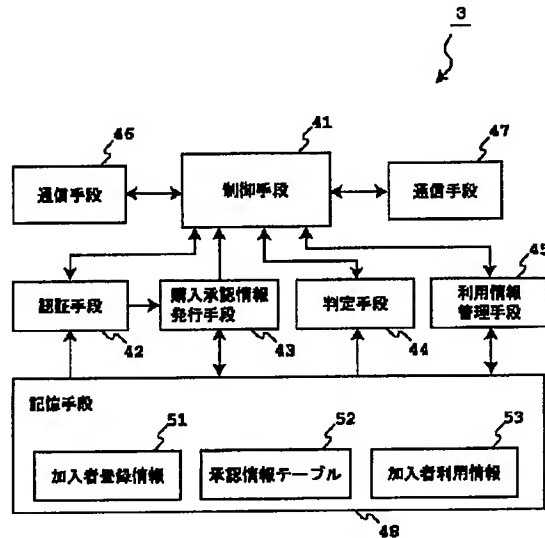 3
46
41
47
通信手段
制御手段
通信手段
45
認証手段
購入承認情報
発行手段
判定手段
利用情報
管理手段
42
43
44
記憶手段
51
52
53
加入者登録情報
承認情報テーブル
加入者利用情報
48